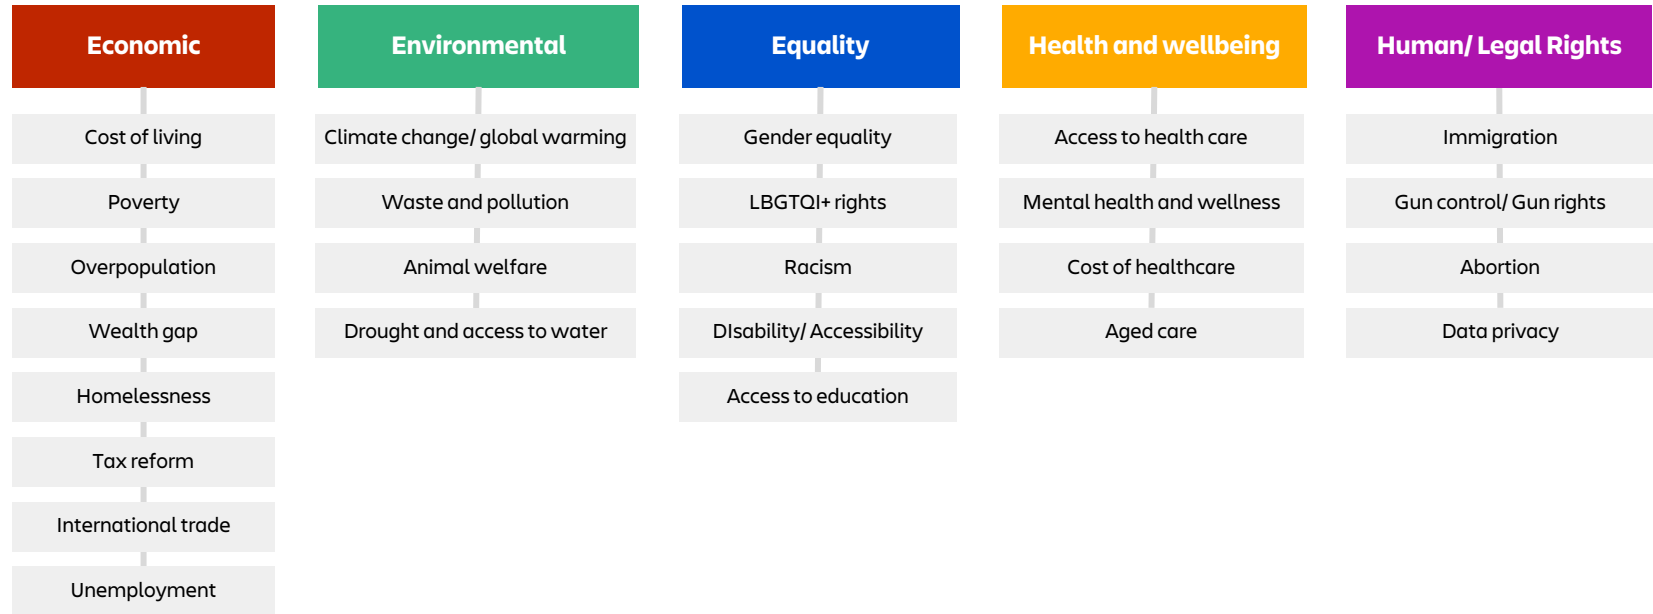 Economic
Cost of living
Poverty
Overpopulation
Wealth gap
Homelessness
Tax reform
International trade
Unemployment
Environmental
Climate change/ global warming
Waste and pollution
Animal welfare
Drought and access to water
Equality
Gender equality
LBGTQI+ rights
Racism
DIsability/ Accessibility
Access to education
Health and wellbeing
Access to health care
Mental health and wellness
Cost of healthcare
Aged care
Human/ Legal Rights
Immigration
Gun control/ Gun rights
Abortion
Data privacy